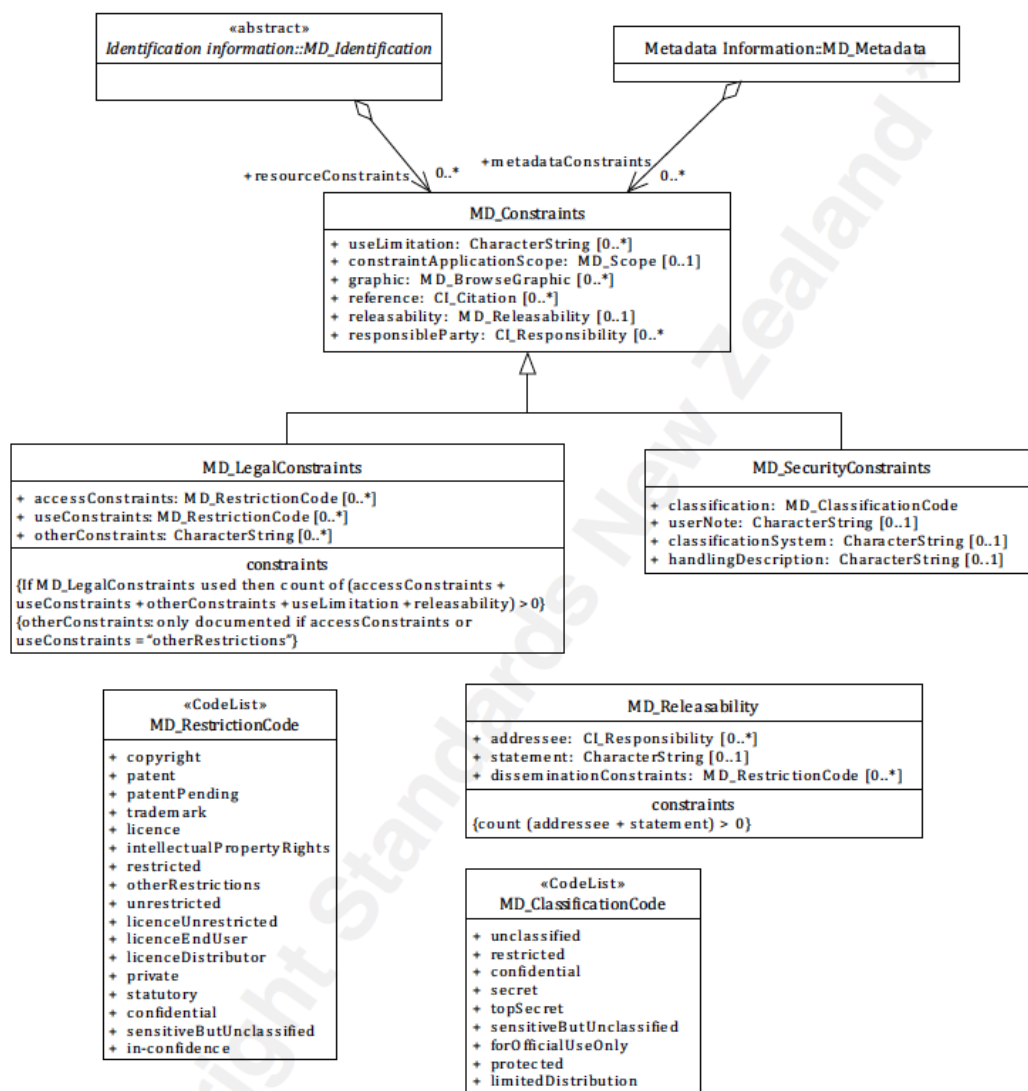 «abstract»
Identification information::MD_Identification
Metadata Information::MD_Metadata
+resourceConstraints
0..*
+metadataConstraints
0..*
MD_Constraints
+ useLimitation: CharacterString [0..*]
+ constraintApplicationScope: MD_Scope [0..1]
+ graphic: MD_BrowseGraphic [0..*]
+ reference: CI_Citation [0..*]
+ releasability: MD_Releasability [0..1]
+ responsibleParty: CI_Responsibility [0..*
MD_LegalConstraints
+ accessConstraints: MD_RestrictionCode [0..*]
+ useConstraints: MD_RestrictionCode [0..*]
+ otherConstraints: CharacterString [0..*]
constraints
{If MD_LegalConstraints used then count of (accessConstraints +
useConstraints + otherConstraints + useLimitation + releasability) > 0}
{otherConstraints: only documented if accessConstraints or
useConstraints = “otherRestrictions”}
MD_SecurityConstraints
+ classification: MD_ClassificationCode
+ userNote: CharacterString [0..1]
+ classificationSystem: CharacterString [0..1]
+ handlingDescription: CharacterString [0..1]
«CodeList»
MD_RestrictionCode
+ copyright
+ patent
+ patentPending
+ trademark
+ licence
+ intellectualPropertyRights
+ restricted
+ otherRestrictions
+ unrestricted
+ licenceUnrestricted
+ licenceEndUser
+ licenceDistributor
+ private
+ statutory
+ confidential
+ sensitiveButUnclassified
+ in-confidence
MD_Releasability
+ addressee: CI_Responsibility [0..*]
+ statement: CharacterString [0..1]
+ disseminationConstraints: MD_RestrictionCode [0..*]
constraints
{count (addressee + statement) > 0}
«CodeList»
MD_ClassificationCode
+ unclassified
+ restricted
+ confidential
+ secret
+ topSecret
+ sensitiveButUnclassified
+ forOfficialUseOnly
+ protected
+ limitedDistribution
right Standards New Zealand *